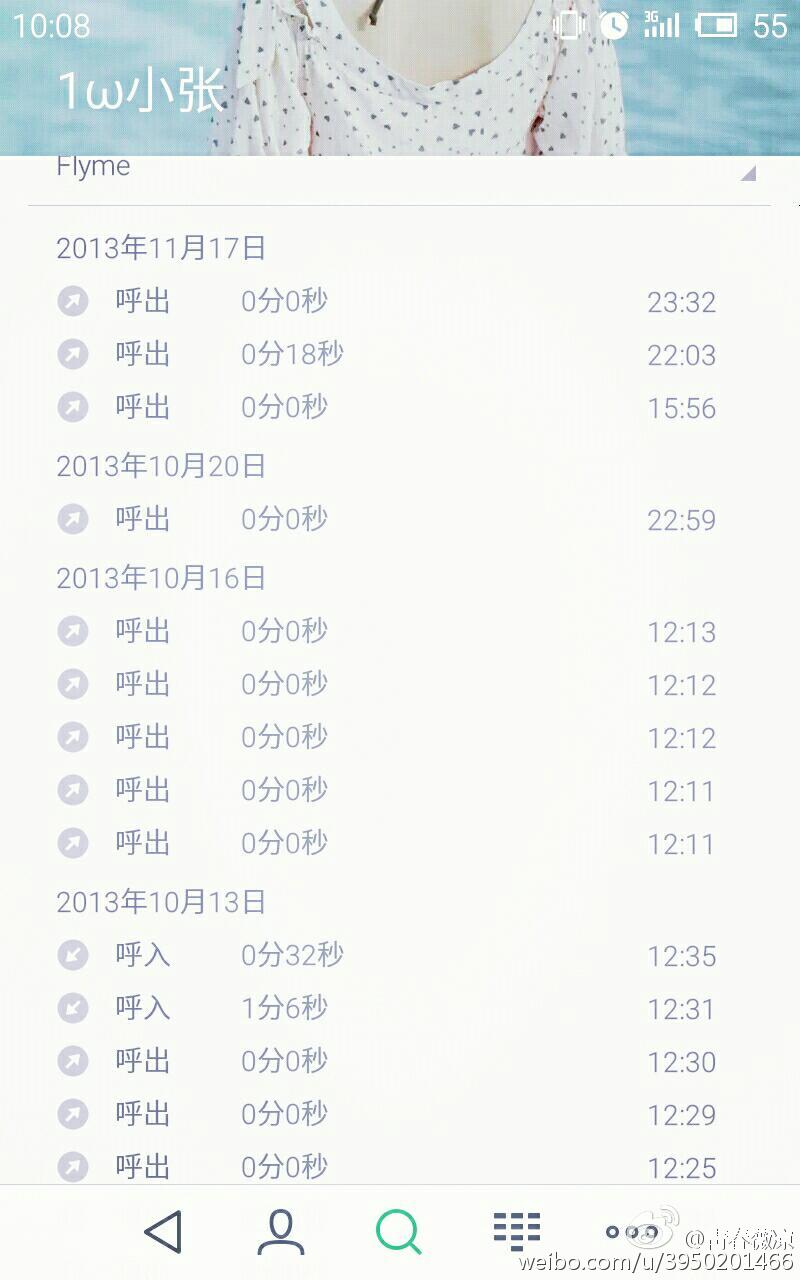 10:08 3G 55
1ω小张
Flyme
2013年11月17日
呼出 0分0秒 23:32
呼出 0分18秒 22:03
呼出 0分0秒 15:56
2013年10月20日
呼出 0分0秒 22:59
2013年10月16日
呼出 0分0秒 12:13
呼出 0分0秒 12:12
呼出 0分0秒 12:12
呼出 0分0秒 12:11
呼出 0分0秒 12:11
2013年10月13日
呼入 0分32秒 12:35
呼入 1分6秒 12:31
呼出 0分0秒 12:30
呼出 0分0秒 12:29
呼出 0分0秒 12:25
@青春微凉
weibo.com/u/3950201466